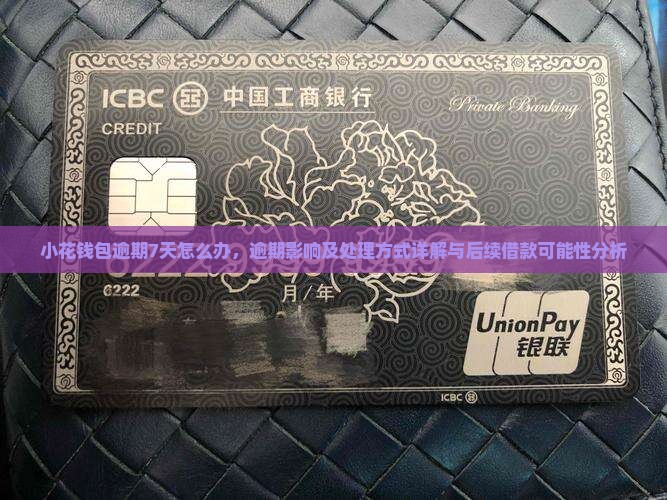 ICBC 中国工商银行 Private Banking
CREDIT
小花钱包逾期7天怎么办，逾期影响及处理方式详解与后续借款可能性分析
6222
月/年
UnionPay
银联
ICBC